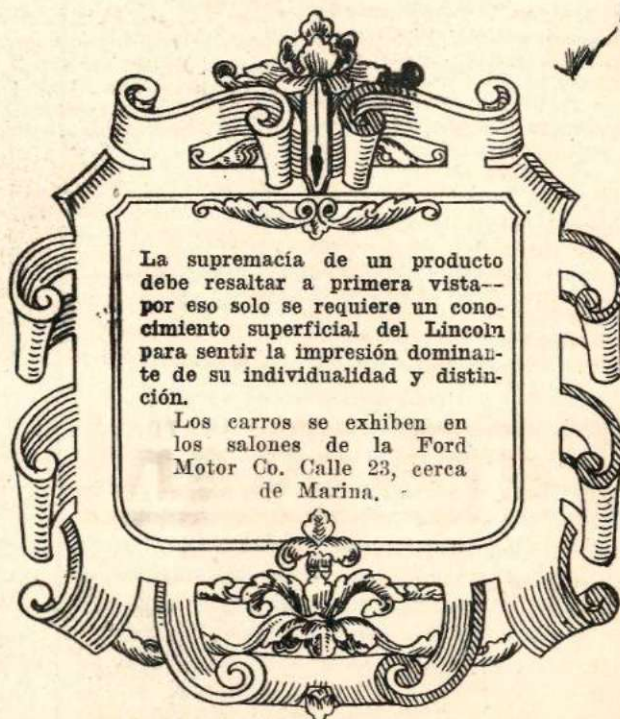 La supremacía de un producto
debe resaltar a primera vista--
por eso solo se requiere un cono-
cimiento superficial del Lincoln
para sentir la impresión dominan-
te de su individualidad y distin-
ción.
Los carros se exhiben en
los salones de la Ford
Motor Co. Calle 23, cerca
de Marina.